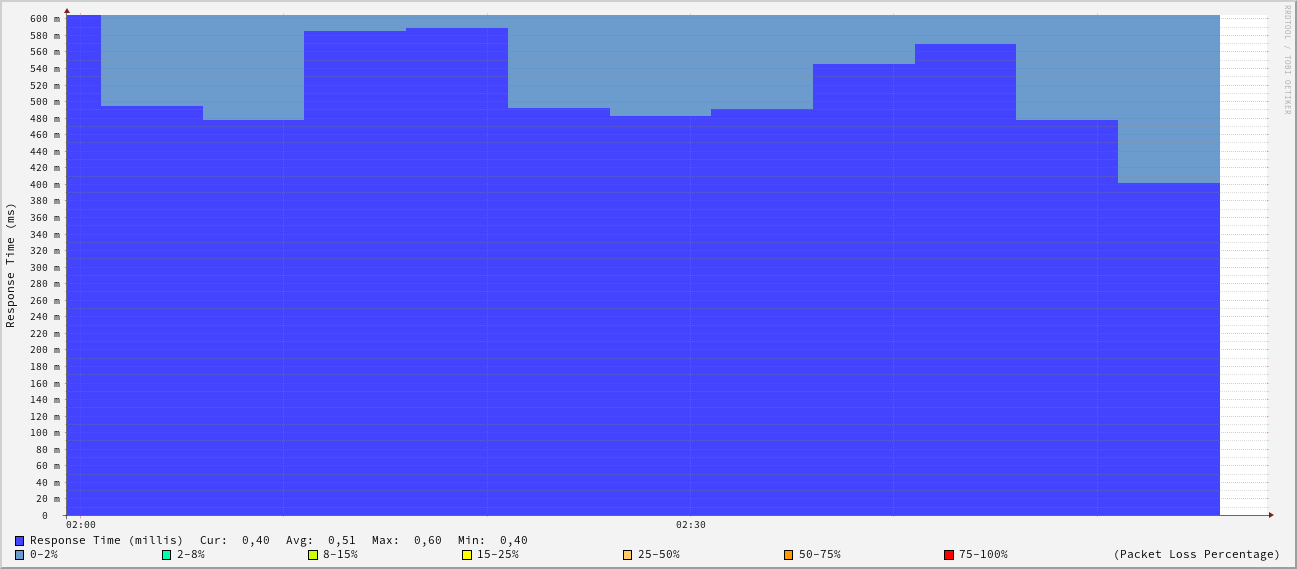 RRDTOOL / TOBI OETIKER
Response Time (ms)
600 m
580 m
560 m
540 m
520 m
500 m
480 m
460 m
440 m
420 m
400 m
380 m
360 m
340 m
320 m
300 m
280 m
260 m
240 m
220 m
200 m
180 m
160 m
140 m
120 m
100 m
80 m
60 m
40 m
20 m
0
02:00 02:30
Response Time (millis) Cur: 0,40 Avg: 0,51 Max: 0,60 Min: 0,40
0-2% 2-8% 8-15% 15-25% 25-50% 50-75% 75-100% (Packet Loss Percentage)